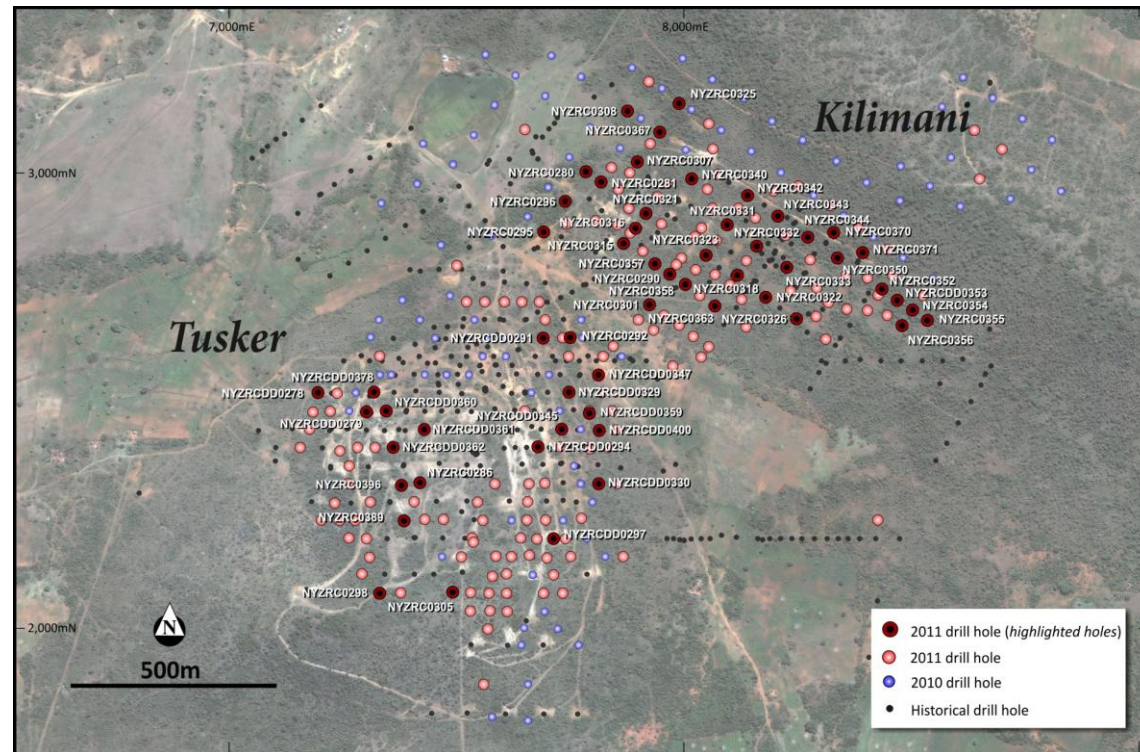 7,000mE
8,000mE
NYZRC0325
NYZRC0308
Kilimani
NYZRC0367
NYZRC0307
3,000mN
NYZRC0280
NYZRC0340
NYZRC0281
NYZRC0342
NYZRC0296
NYZRC0321
NYZRC0343
NYZRC0331
NYZRC0344
NYZRC0316
NYZRC0295
NYZRC0332
NYZRC0370
NYZRC0315
NYZRC0323
NYZRC0371
NYZRC0357
NYZRC0350
NYZRC0290
NYZRC0333
NYZRC0352
NYZRC0358
NYZRC0318
NYZRCDD0353
NYZRC0322
NYZRC0301
NYZRC0354
NYZRC0363
NYZRC0326
NYZRC0355
Tusker
NYZRCDD0291
NYZRC0292
NYZRC0356
NYZRCDD0347
NYZRCDD0378
NYZRCDD0278
NYZRCDD0329
NYZRCDD0360
NYZRCDD0345
NYZRCDD0359
NYZRCDD0279
NYZRCDD0361
NYZRCDD0400
NYZRCDD0362
NYZRCDD0294
NYZRC0286
NYZRC0396
NYZRCDD0330
NYZRC0389
NYZRCDD0297
NYZRC0298
NYZRC0305
2,000mN
N
500m
2011 drill hole (highlighted holes)
2011 drill hole
2010 drill hole
Historical drill hole